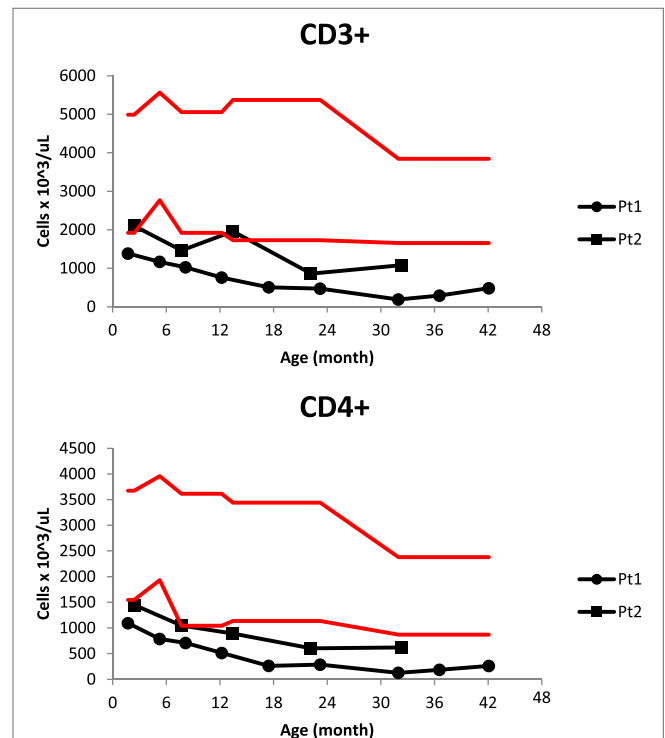 CD3+
6000
5000
4000
3000
2000
1000
0
Cells x 10^3/uL
0 6 12 18 24 30 36 42 48
Age (month)
Pt1
Pt2
CD4+
4500
4000
3500
3000
2500
2000
1500
1000
500
0
Cells x 10^3/uL
0 6 12 18 24 30 36 42 48
Age (month)
Pt1
Pt2